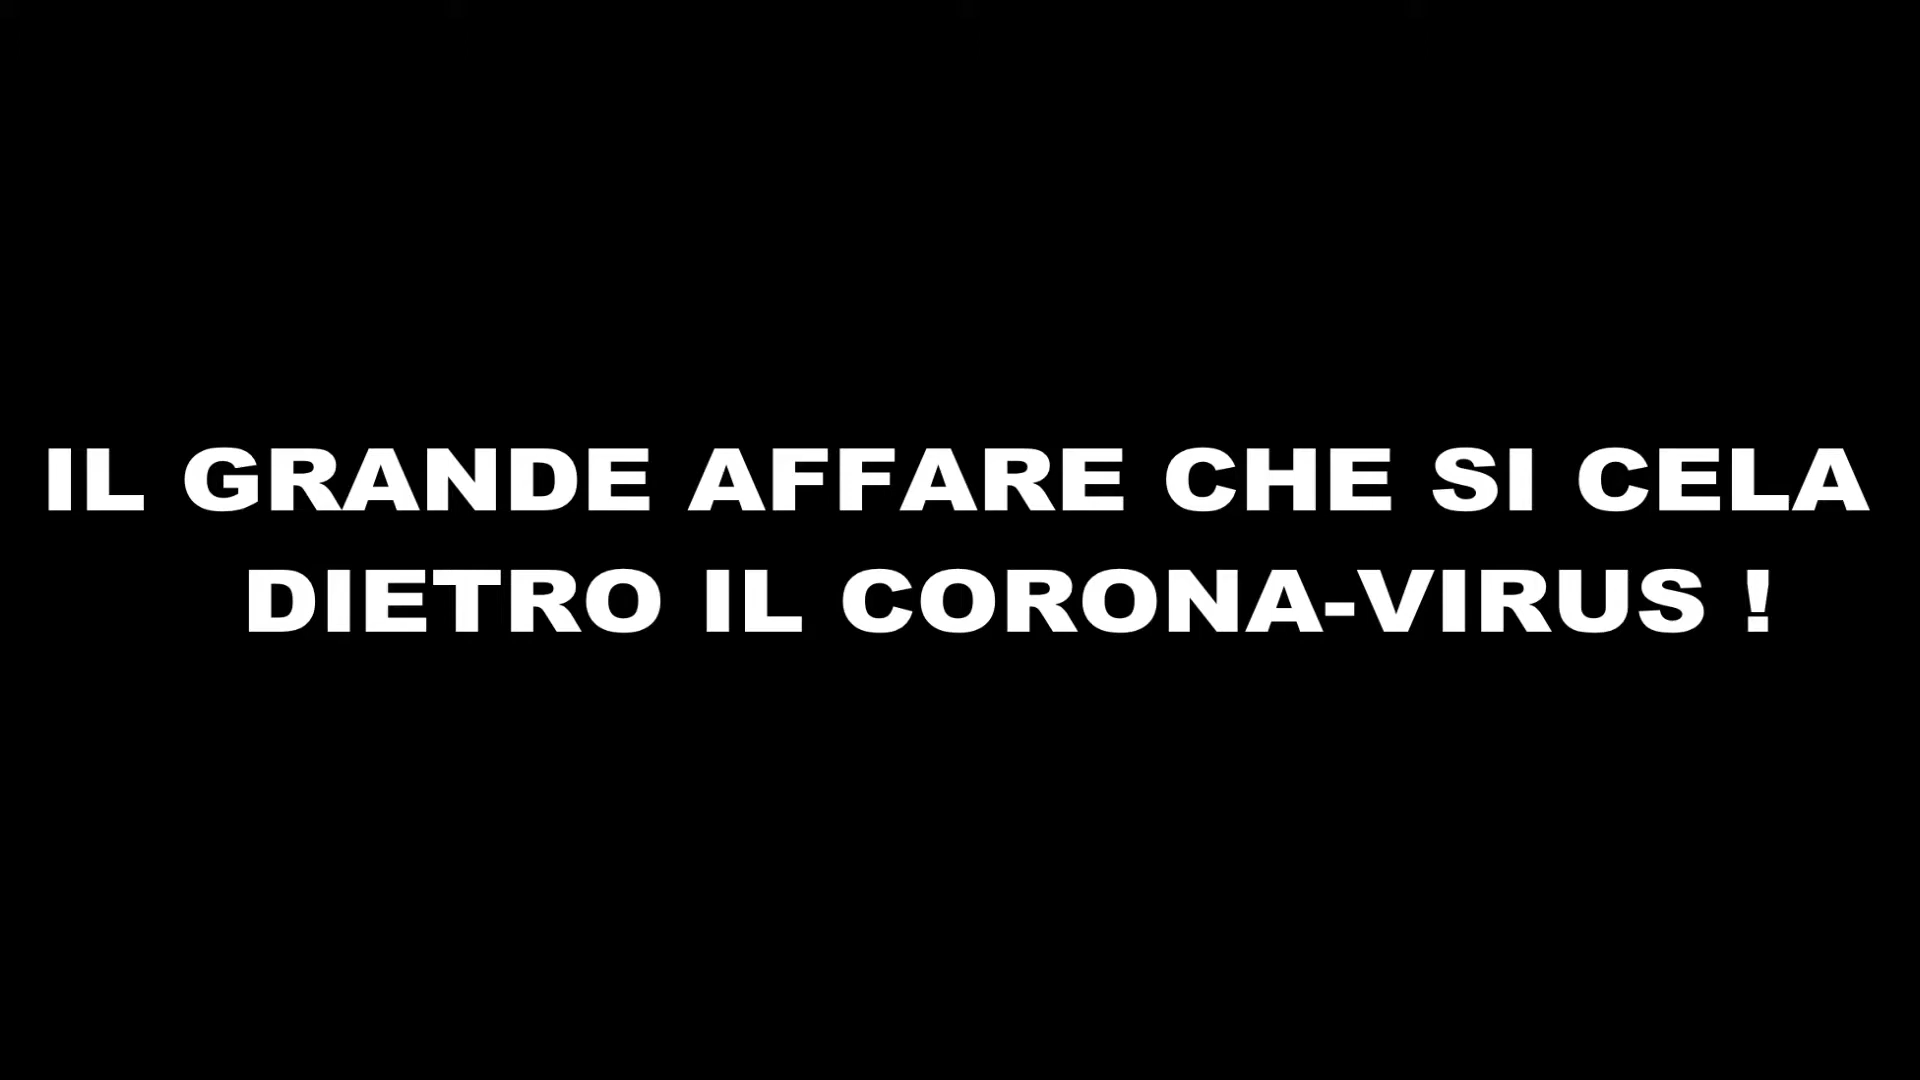 IL GRANDE AFFARE CHE SI CELA
DIETRO IL CORONA-VIRUS !